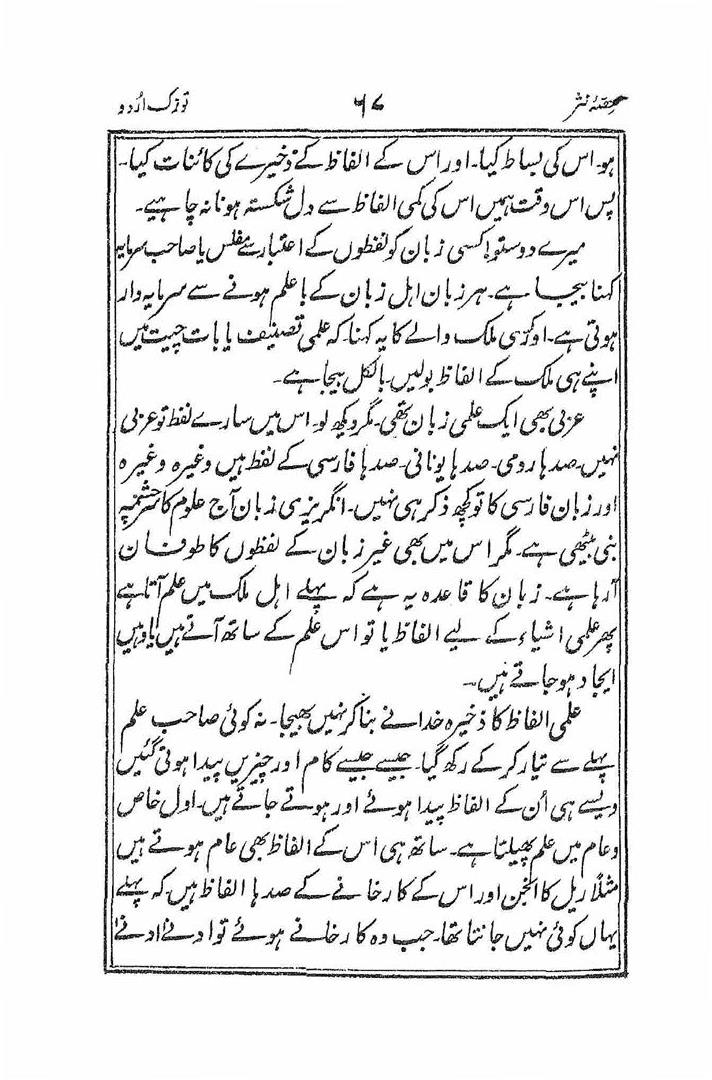 حصۂ نثر ۶۷ توزک اُردو
ہو۔ اس کی بساط کیا۔ اور اس کے الفاظ کے ذخیرے کی کائنات کیا۔
پس اس وقت ہمیں اس کی کمی الفاظ سے دل شکستہ ہونا نہ چاہیے۔
میرے دوستو! کسی زبان کو لفظوں کے اعتبار سے مفلس یا صاحب سرمایہ
کہنا بیجا ہے۔ ہر زبان اہل زبان کے باعلم ہونے سے سرمایہ دار
ہوتی ہے۔ اور کسی ملک والے کا یہ کہنا کہ علمی تصنیف یا بات چیت میں
اپنے ہی ملک کے الفاظ بولیں۔ بالکل بیجا ہے۔
عربی بھی ایک علمی زبان تھی۔ مگر دیکھ لو۔ اس میں سارے لفظ تو عربی
نہیں۔ صدہا رومی۔ صدہا یونانی۔ صدہا فارسی کے لفظ ہیں وغیرہ وغیرہ
اور زبان فارسی کا تو کچھ ذکر ہی نہیں۔ انگریزی زبان آج علوم کا سرچشمہ
بنی بیٹھی ہے۔ مگر اس میں بھی غیر زبان کے لفظوں کا طوفان
آرہا ہے۔ زبان کا قاعدہ یہ ہے کہ پہلے اہل ملک میں علم آتا ہے
پھر علمی اشیاء کے لیے الفاظ یا تو اس علم کے ساتھ آتے ہیں یا وہیں
ایجاد ہو جاتے ہیں۔
علمی الفاظ کا ذخیرہ خدا نے بنا کر نہیں بھیجا۔ نہ کوئی صاحب علم
پہلے سے تیار کر کے رکھ گیا۔ جیسے جیسے کام اور چیزیں پیدا ہوتی گئیں
ویسے ہی اُن کے الفاظ پیدا ہوئے اور ہوتے جاتے ہیں۔ اول خاص
و عام میں علم پھیلتا ہے۔ ساتھ ہی اس کے الفاظ بھی عام ہوتے ہیں
مثلاً ریل کا انجن اور اس کے کارخانے کے صدہا الفاظ ہیں۔ کہ پہلے
یہاں کوئی نہیں جانتا تھا۔ جب وہ کارخانے ہوئے تو ادنےٰ ادنےٰ